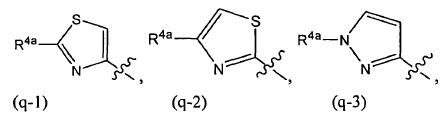 R4a S N , R4a S N , R4a N N ,
(q-1) (q-2) (q-3)